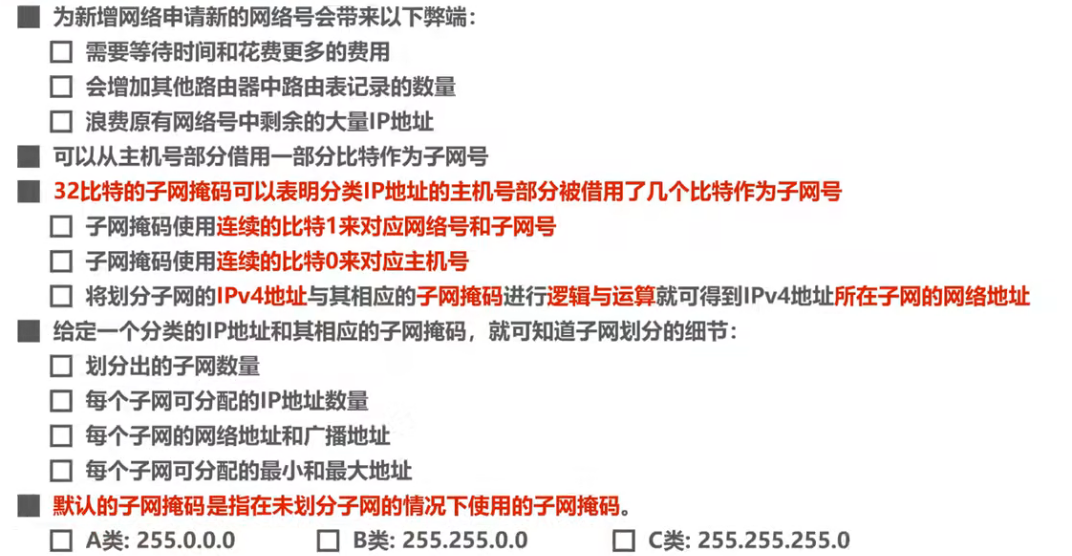 为新增网络申请新的网络号会带来以下弊端：
需要等待时间和花费更多的费用
会增加其他路由器中路由表记录的数量
浪费原有网络号中剩余的大量IP地址
可以从主机号部分借用一部分比特作为子网号
32比特的子网掩码可以表明分类IP地址的主机号部分被借用了几个比特作为子网号
子网掩码使用连续的比特1来对应网络号和子网号
子网掩码使用连续的比特0来对应主机号
将划分子网的IPv4地址与其相应的子网掩码进行逻辑与运算就可得到IPv4地址所在子网的网络地址
给定一个分类的IP地址和其相应的子网掩码，就可知道子网划分的细节：
划分出的子网数量
每个子网可分配的IP地址数量
每个子网的网络地址和广播地址
每个子网可分配的最小和最大地址
默认的子网掩码是指在未划分子网的情况下使用的子网掩码。
A类: 255.0.0.0 B类: 255.255.0.0 C类: 255.255.255.0